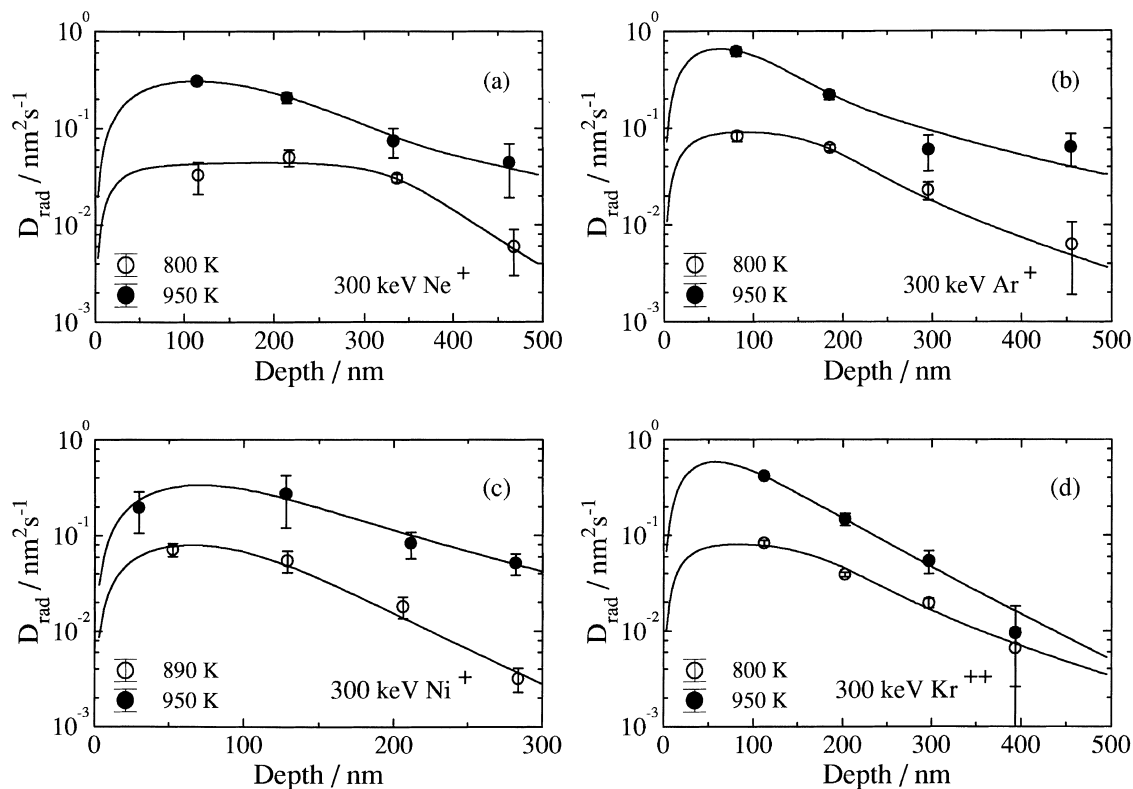 10^0
10^-1
10^-2
10^-3
D_rad / nm^2s^-1
(a)
800 K
950 K
300 keV Ne^+
0 100 200 300 400 500
Depth / nm
10^0
10^-1
10^-2
10^-3
D_rad / nm^2s^-1
(b)
800 K
950 K
300 keV Ar^+
0 100 200 300 400 500
Depth / nm
10^0
10^-1
10^-2
10^-3
D_rad / nm^2s^-1
(c)
890 K
950 K
300 keV Ni^+
0 100 200 300
Depth / nm
10^0
10^-1
10^-2
10^-3
D_rad / nm^2s^-1
(d)
800 K
950 K
300 keV Kr^++
0 100 200 300 400 500
Depth / nm